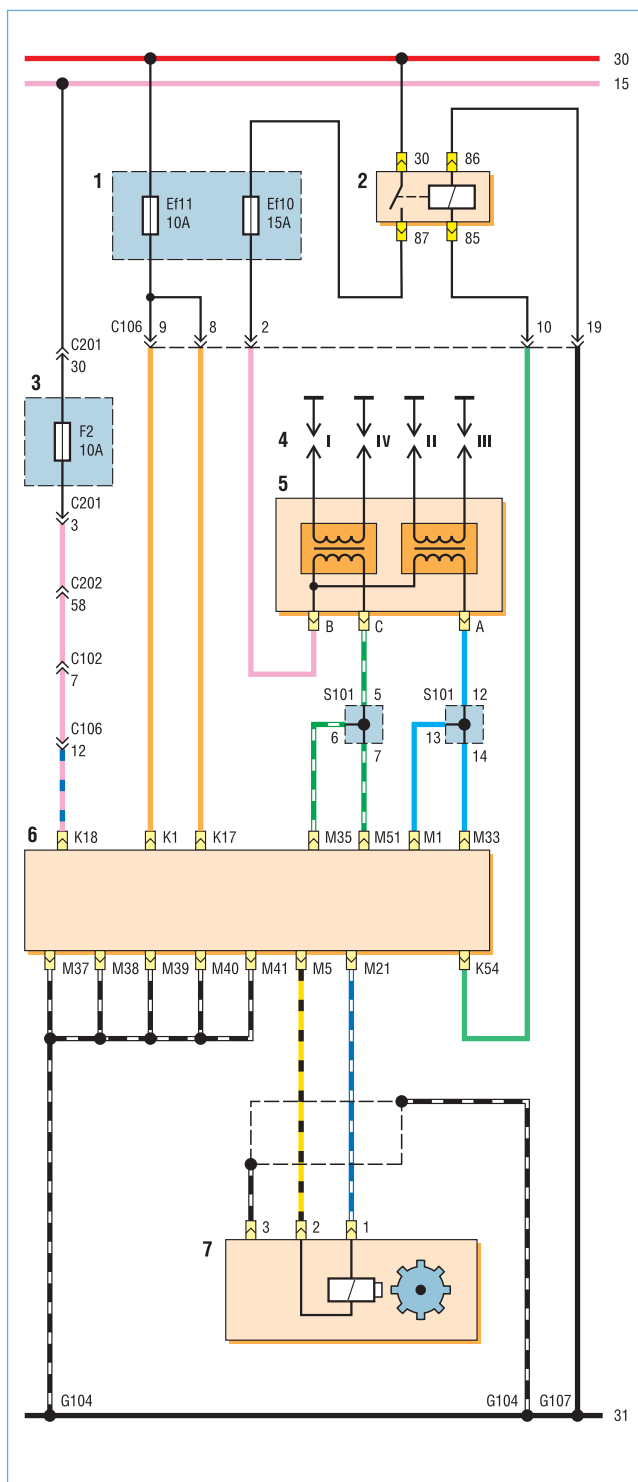 30
15
1
Ef11
10A
Ef10
15A
2
30
86
87
85
C106
9
8
2
10
19
C201
30
3
F2
10A
C201
3
C202
58
C102
7
C106
12
4
I
IV
II
III
5
B
C
A
S101
5
6
7
S101
12
13
14
6
K18
K1
K17
M35
M51
M1
M33
M37
M38
M39
M40
M41
M5
M21
K54
3
2
1
7
G104
G104
G107
31